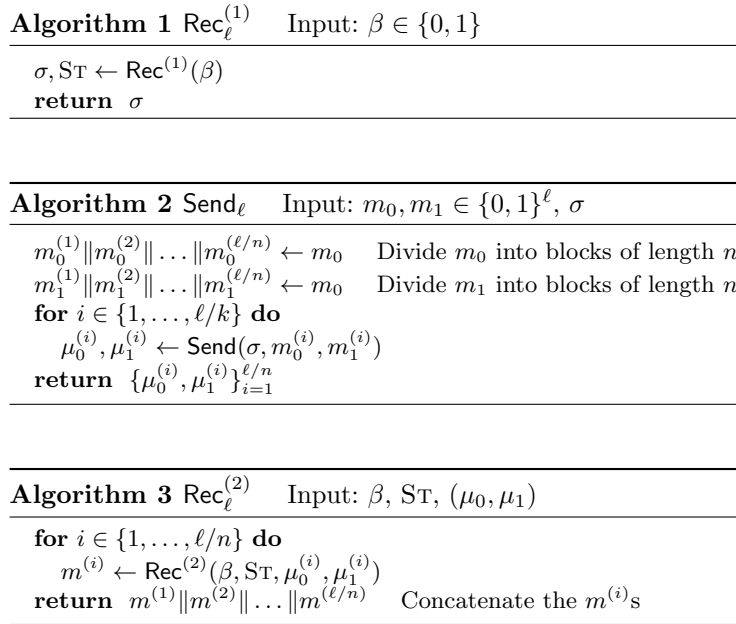 Algorithm 1 Rec_ℓ^(1) Input: β ∈ {0, 1}
σ, ST ← Rec^(1)(β)
return σ
Algorithm 2 Send_ℓ Input: m_0, m_1 ∈ {0, 1}^ℓ, σ
m_0^(1)‖m_0^(2)‖ … ‖m_0^(ℓ/n) ← m_0 Divide m_0 into blocks of length n
m_1^(1)‖m_1^(2)‖ … ‖m_1^(ℓ/n) ← m_0 Divide m_1 into blocks of length n
for i ∈ {1, …, ℓ/k} do
μ_0^(i), μ_1^(i) ← Send(σ, m_0^(i), m_1^(i))
return {μ_0^(i), μ_1^(i)}_{i=1}^{ℓ/n}
Algorithm 3 Rec_ℓ^(2) Input: β, ST, (μ_0, μ_1)
for i ∈ {1, …, ℓ/n} do
m^(i) ← Rec^(2)(β, ST, μ_0^(i), μ_1^(i))
return m^(1)‖m^(2)‖ … ‖m^(ℓ/n) Concatenate the m^(i)s